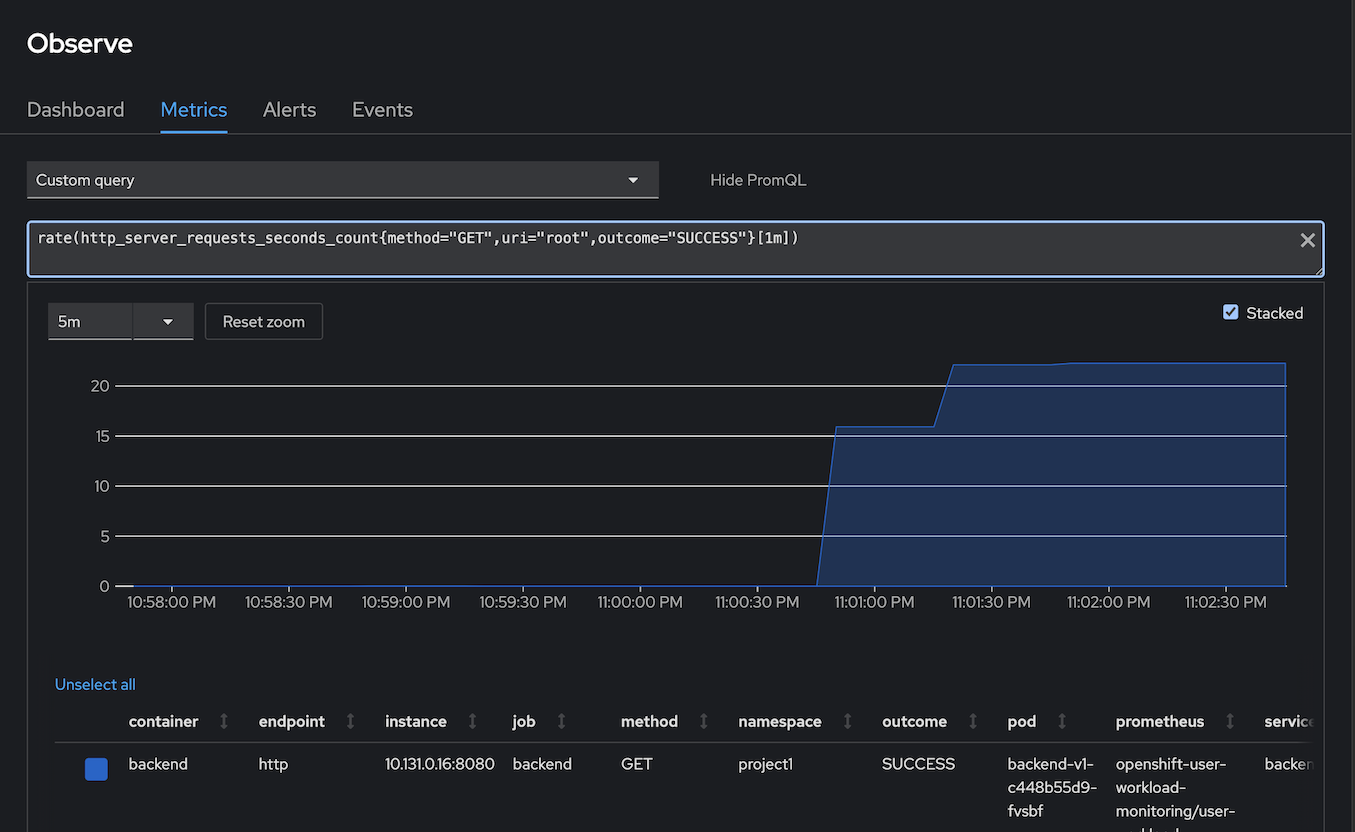 Observe
Dashboard Metrics Alerts Events
Custom query Hide PromQL
rate(http_server_requests_seconds_count{method="GET",uri="root",outcome="SUCCESS"}[1m])
5m Reset zoom Stacked
20
15
10
5
0
10:58:00 PM 10:58:30 PM 10:59:00 PM 10:59:30 PM 11:00:00 PM 11:00:30 PM 11:01:00 PM 11:01:30 PM 11:02:00 PM 11:02:30 PM
Unselect all
container endpoint instance job method namespace outcome pod prometheus service
backend http 10.131.0.16:8080 backend GET project1 SUCCESS backend-v1- openshift-user- backen
c448b55d9- workload-
fvsbf monitoring/user-